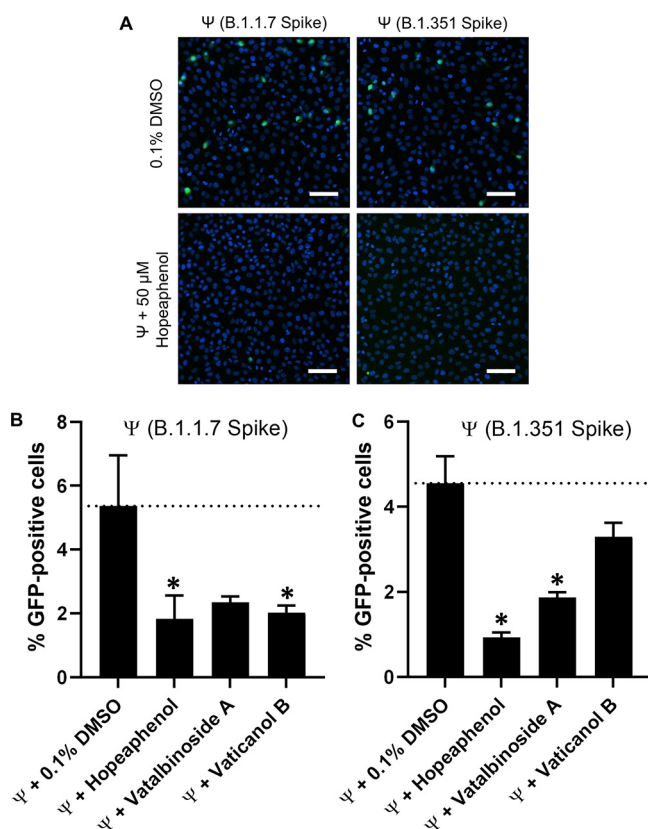 A
Ψ (B.1.1.7 Spike)
Ψ (B.1.351 Spike)
0.1% DMSO
Ψ + 50 µM
Hopeaphenol
B
Ψ (B.1.1.7 Spike)
% GFP-positive cells
8
6
4
2
0
*
*
Ψ + 0.1% DMSO
Ψ + Hopeaphenol
Ψ + Vatalbinoside A
Ψ + Vaticanol B
C
Ψ (B.1.351 Spike)
% GFP-positive cells
6
4
2
0
*
*
Ψ + 0.1% DMSO
Ψ + Hopeaphenol
Ψ + Vatalbinoside A
Ψ + Vaticanol B